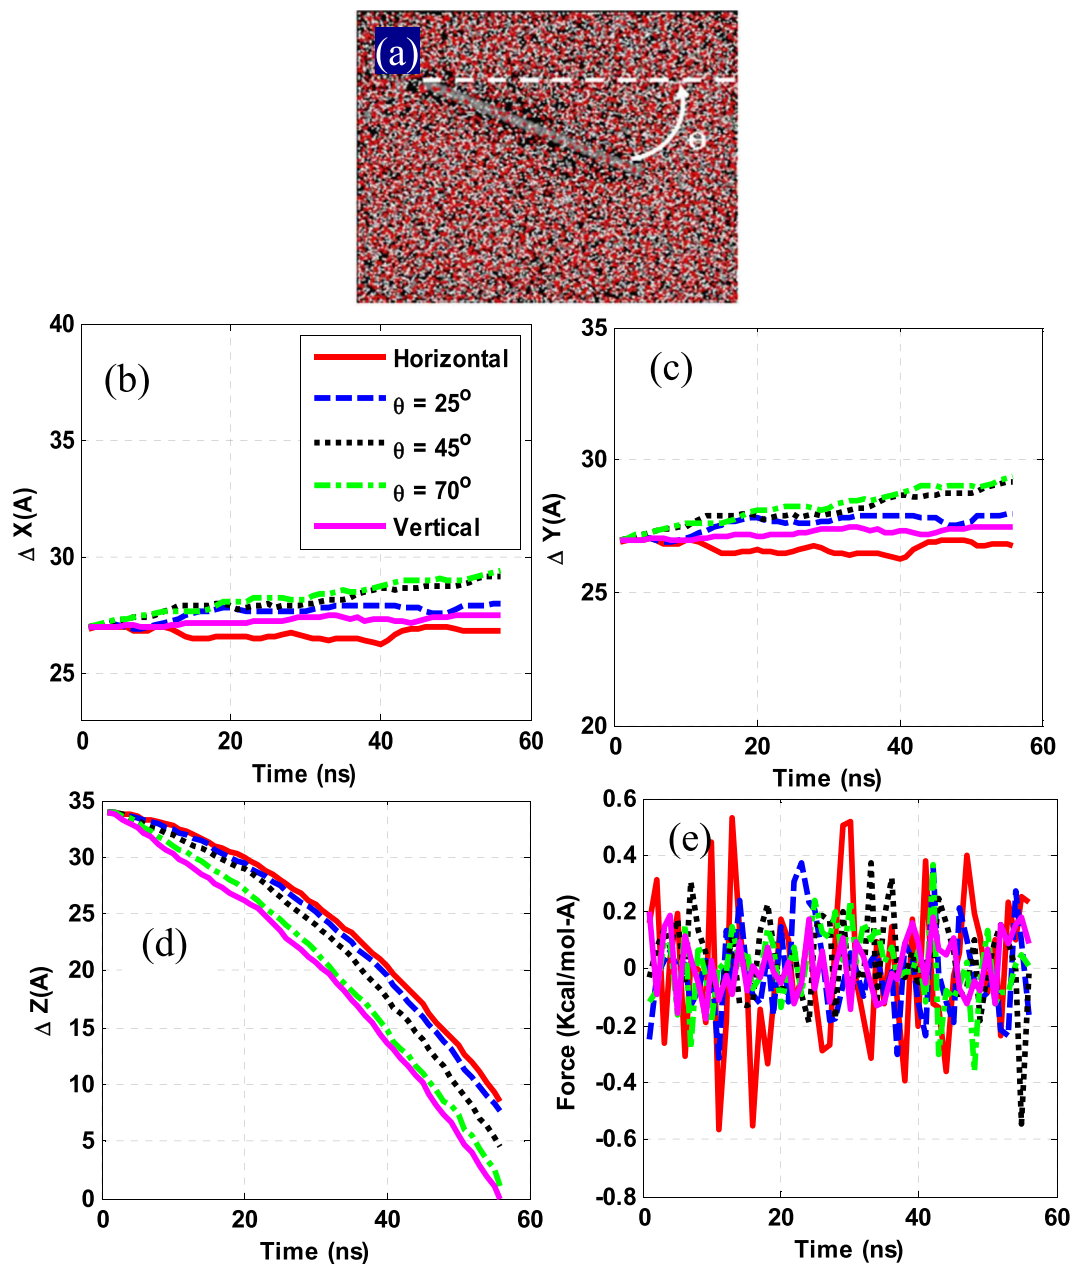 (a)
Θ
40
35
30
25
0
20
40
60
Δ X(A)
Time (ns)
(b)
Horizontal
θ = 25°
θ = 45°
θ = 70°
Vertical
35
30
25
20
0
20
40
60
Δ Y(A)
Time (ns)
(c)
35
30
25
20
15
10
5
0
0
20
40
60
Δ Z(A)
Time (ns)
(d)
0.6
0.4
0.2
0
-0.2
-0.4
-0.6
-0.8
0
20
40
60
Force (Kcal/mol-A)
Time (ns)
(e)